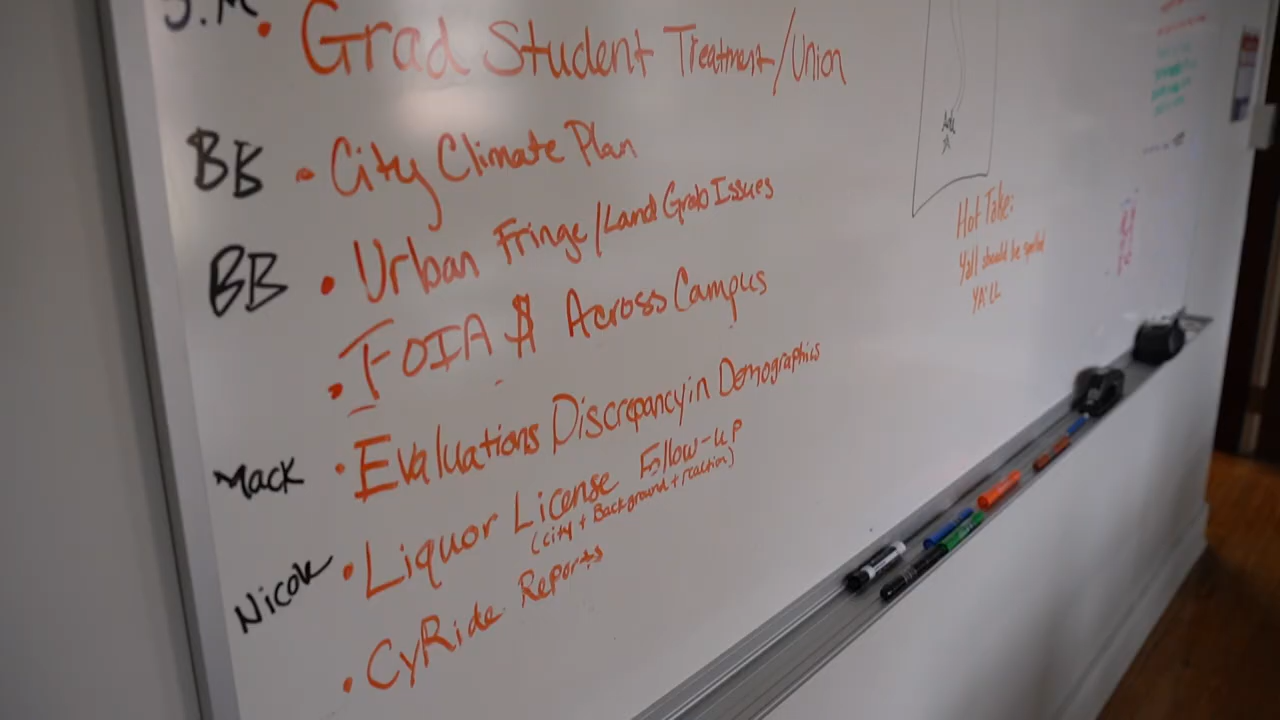 J.M • Grad Student Treatment/Union
BB • City Climate Plan
BB • Urban Fringe/Land Grab Issues
• FOIA $ Across Campus
Mack • Evaluations Discrepancy in Demographics
Nicole • Liquor License Follow-up
(city + Background + reaction)
• CyRide Reports
Hot Take:
Y'all should be spelled
YA'LL